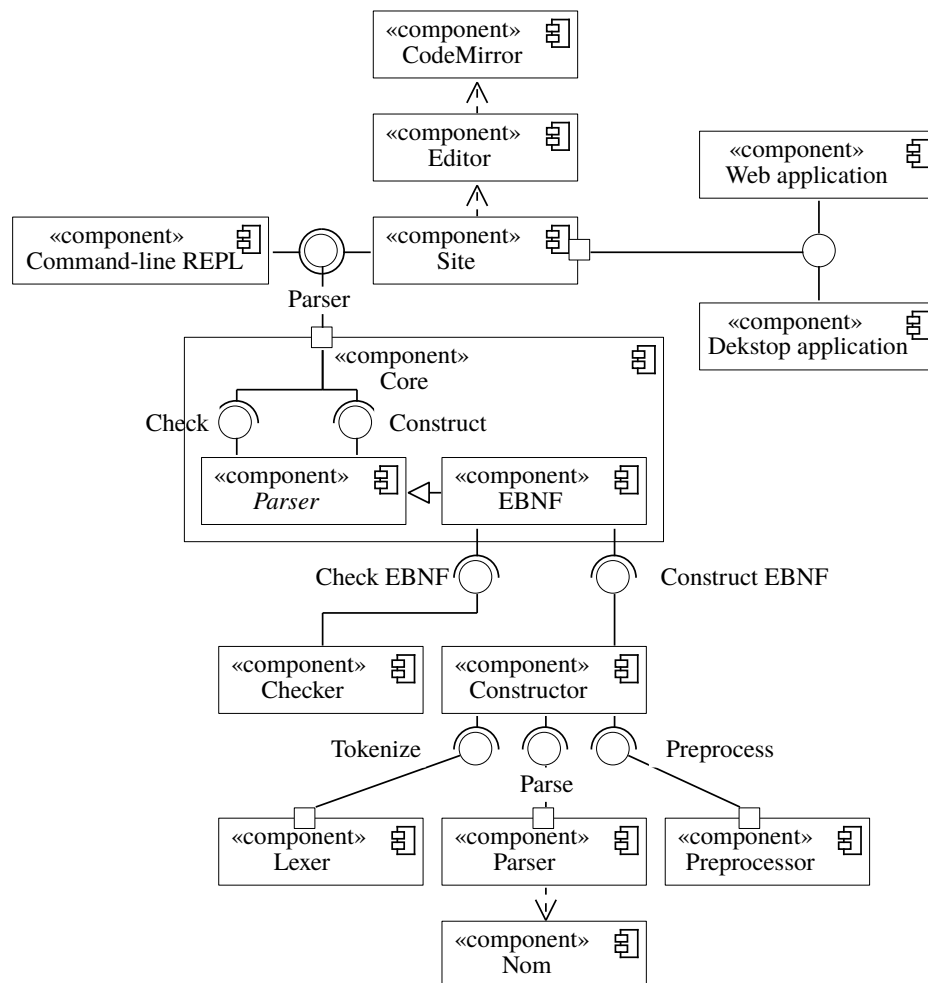 «component»
CodeMirror
«component»
Editor
«component»
Web application
«component»
Command-line REPL
«component»
Site
Parser
«component»
Dekstop application
«component»
Core
Check
Construct
«component»
Parser
«component»
EBNF
Check EBNF
Construct EBNF
«component»
Checker
«component»
Constructor
Tokenize
Preprocess
Parse
«component»
Lexer
«component»
Parser
«component»
Preprocessor
«component»
Nom